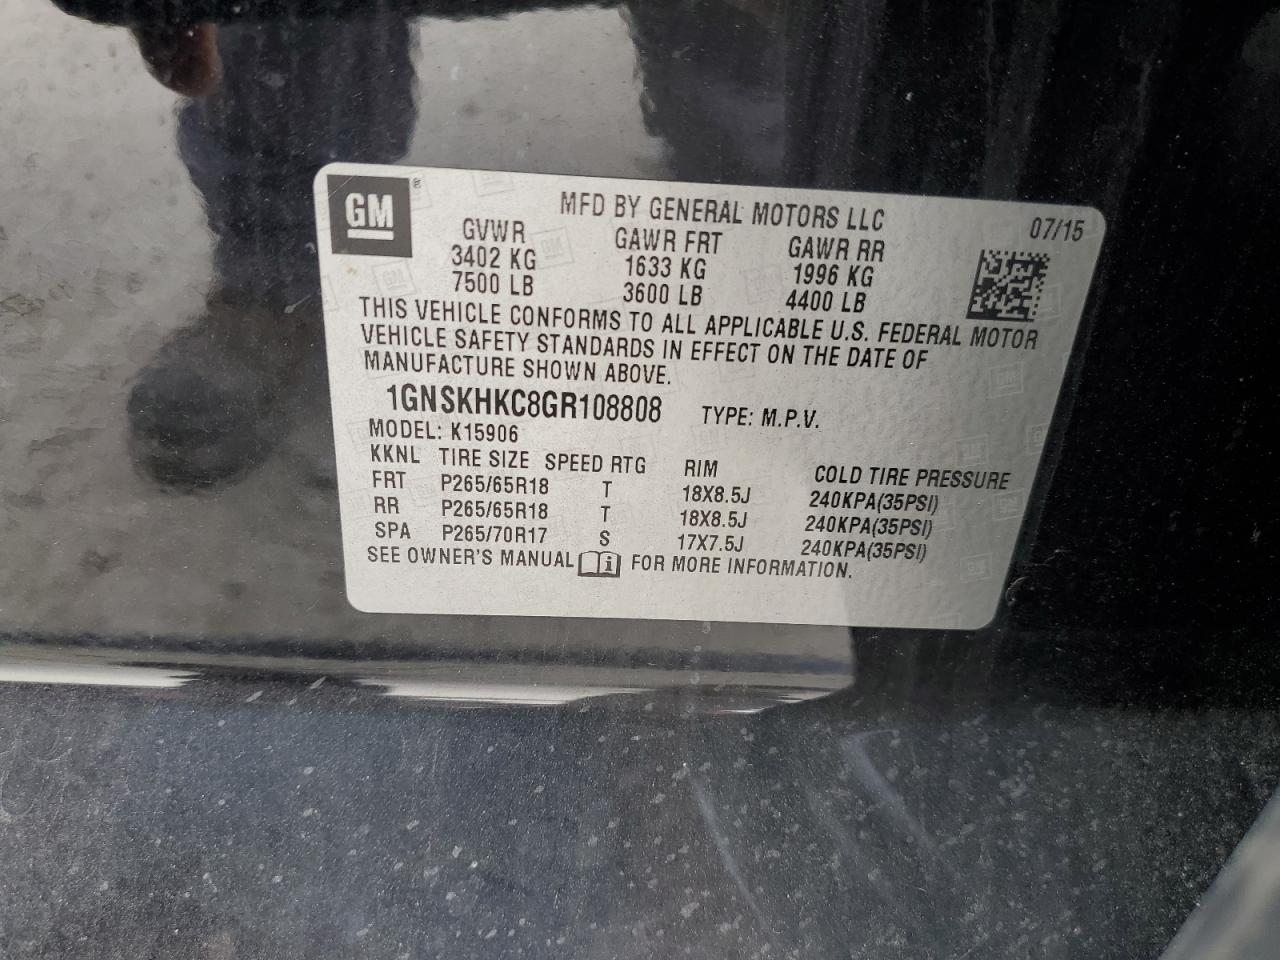 GM
MFD BY GENERAL MOTORS LLC 07/15
GVWR GAWR FRT GAWR RR
3402 KG 1633 KG 1996 KG
7500 LB 3600 LB 4400 LB
THIS VEHICLE CONFORMS TO ALL APPLICABLE U.S. FEDERAL MOTOR
VEHICLE SAFETY STANDARDS IN EFFECT ON THE DATE OF
MANUFACTURE SHOWN ABOVE.
1GNSKHKC8GR108808 TYPE: M.P.V.
MODEL: K15906
KKNL TIRE SIZE SPEED RTG RIM COLD TIRE PRESSURE
FRT P265/65R18 T 18X8.5J 240KPA(35PSI)
RR P265/65R18 T 18X8.5J 240KPA(35PSI)
SPA P265/70R17 S 17X7.5J 240KPA(35PSI)
SEE OWNER'S MANUAL i FOR MORE INFORMATION.